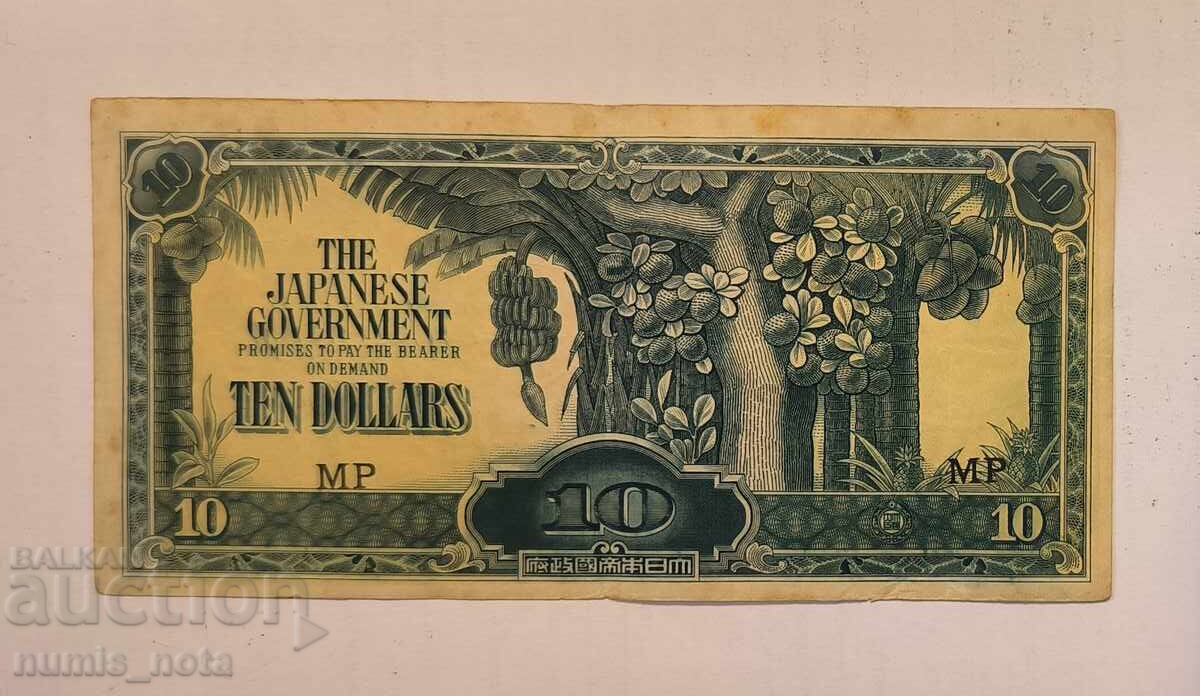 10
10
THE
JAPANESE
GOVERNMENT
PROMISES TO PAY THE BEARER
ON DEMAND
TEN DOLLARS
MP
MP
10
10
10
府政國帝本日大
BALKAN
auction
numis_nota